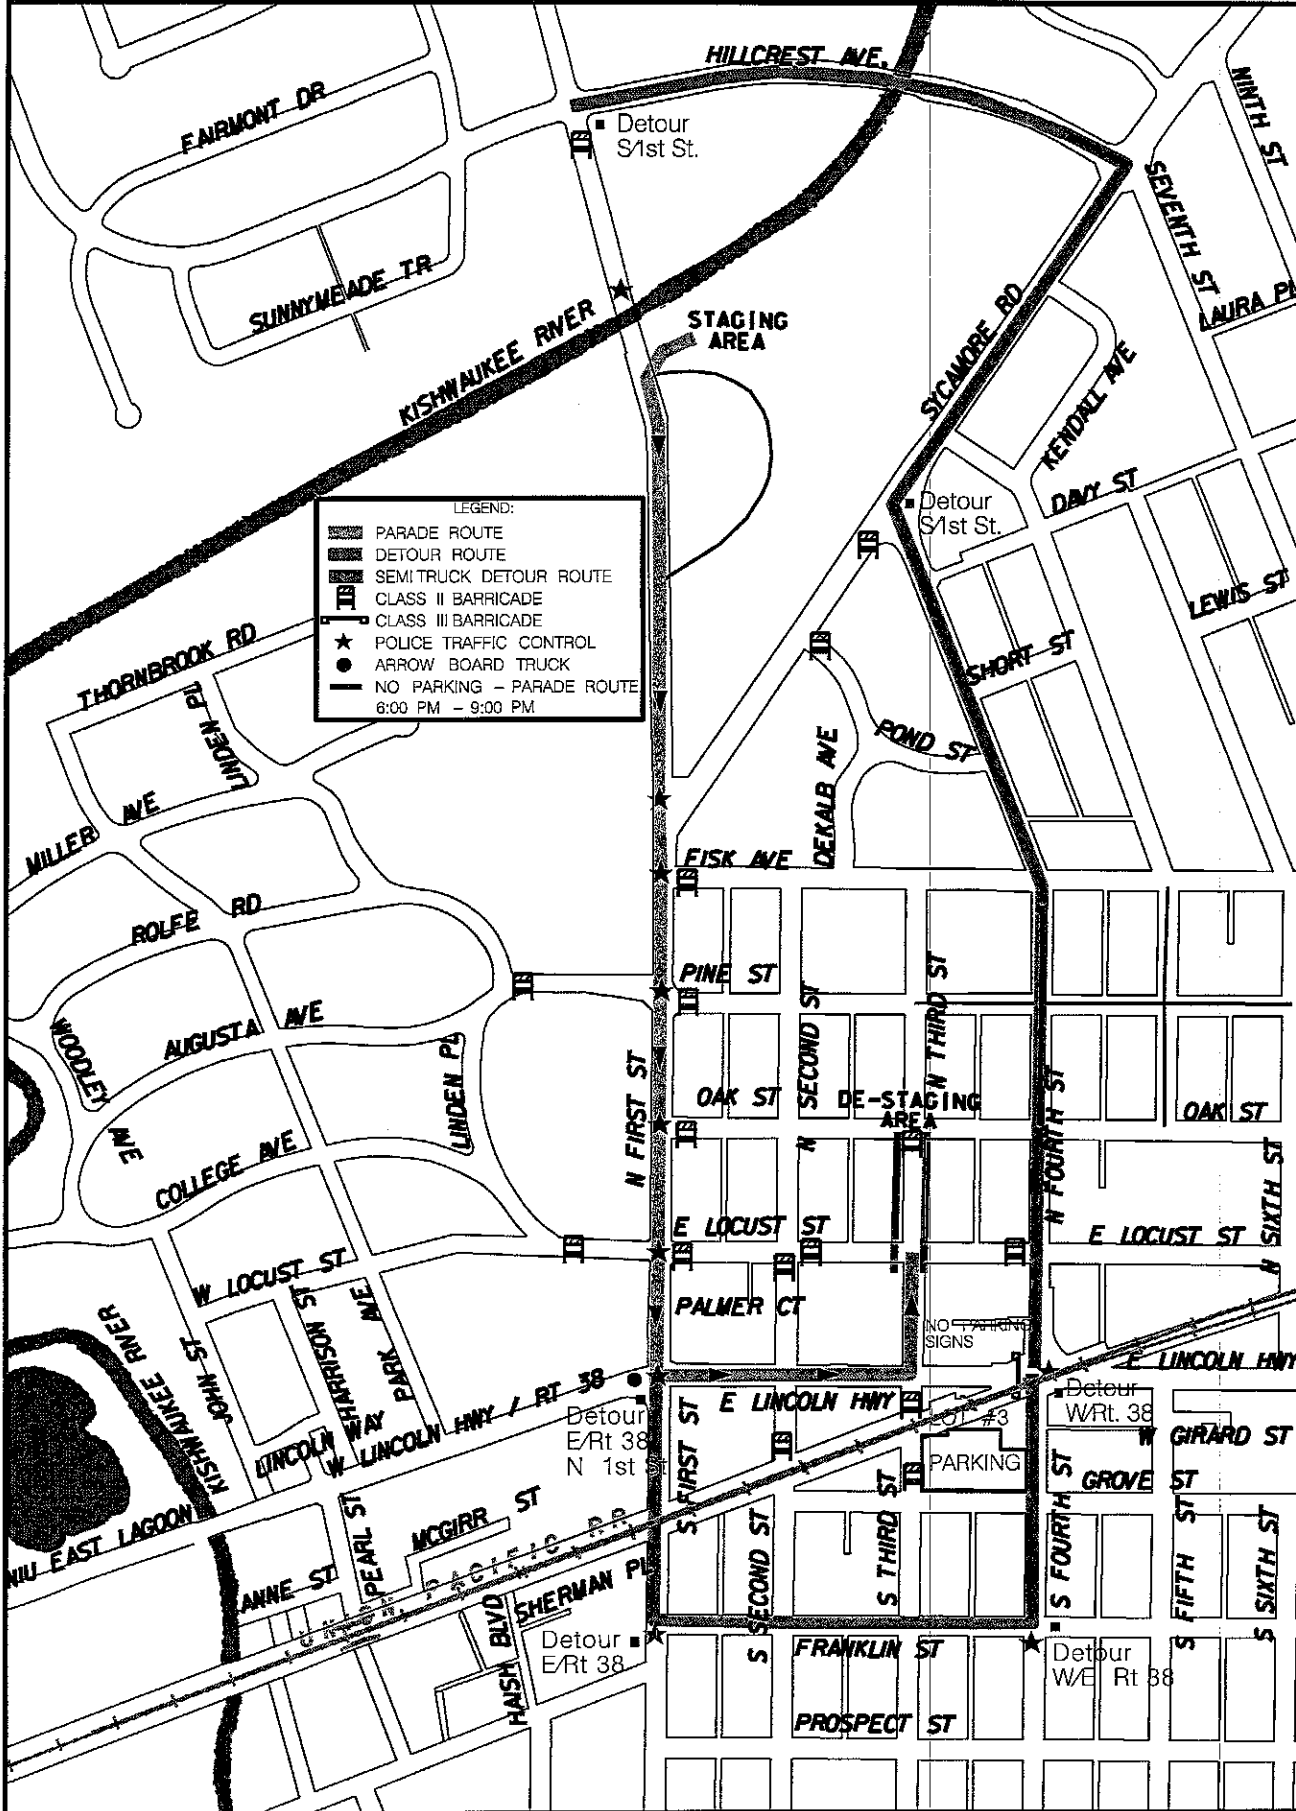 HILLCREST AVE.
NINTH ST
FAIRMONT DR
Detour
S/1st St.
SEVENTH ST
SUNNYMEADE TR
LAURA
KISHWAUKEE RIVER
STAGING
AREA
SYCAMORE RD
KENDALL AVE
DAVY ST
Detour
S/1st St.
LEGEND:
PARADE ROUTE
DETOUR ROUTE
SEMI TRUCK DETOUR ROUTE
CLASS II BARRICADE
CLASS III BARRICADE
POLICE TRAFFIC CONTROL
ARROW BOARD TRUCK
NO PARKING - PARADE ROUTE
6:00 PM - 9:00 PM
LEWIS ST
SHORT ST
THORNBROOK RD
LINDEN PL
POND ST
DEKALB AVE
MILLER AVE
FISK AVE
ROLFE RD
PINE ST
N SECOND ST
N THIRD ST
AUGUSTA AVE
WOODLEY AVE
LINDEN PL
N FIRST ST
OAK ST
DE-STAGING
AREA
N FOURTH ST
OAK ST
COLLEGE AVE
N SIXTH ST
E LOCUST ST
E LOCUST ST
W LOCUST ST
PALMER CT
KISHWAUKEE RIVER
JOHN ST
HARRISON ST
PARK AVE
NO PARKING
SIGNS
E LINCOLN HWY
E LINCOLN HWY
LINCOLN WAY
W LINCOLN HWY / RT 38
Detour
E/Rt 38
N 1st St
S FIRST ST
LOT #3
PARKING
Detour
W/Rt. 38
W GIRARD ST
GROVE ST
NIU EAST LAGOON
PEARL ST
MCGIRR ST
ANNE ST
UNION PACIFIC RR
SHERMAN PL
HAISH BLVD
S SECOND ST
S THIRD ST
S FOURTH ST
S FIFTH ST
S SIXTH ST
Detour
E/Rt 38
FRANKLIN ST
Detour
W/E Rt 38
PROSPECT ST